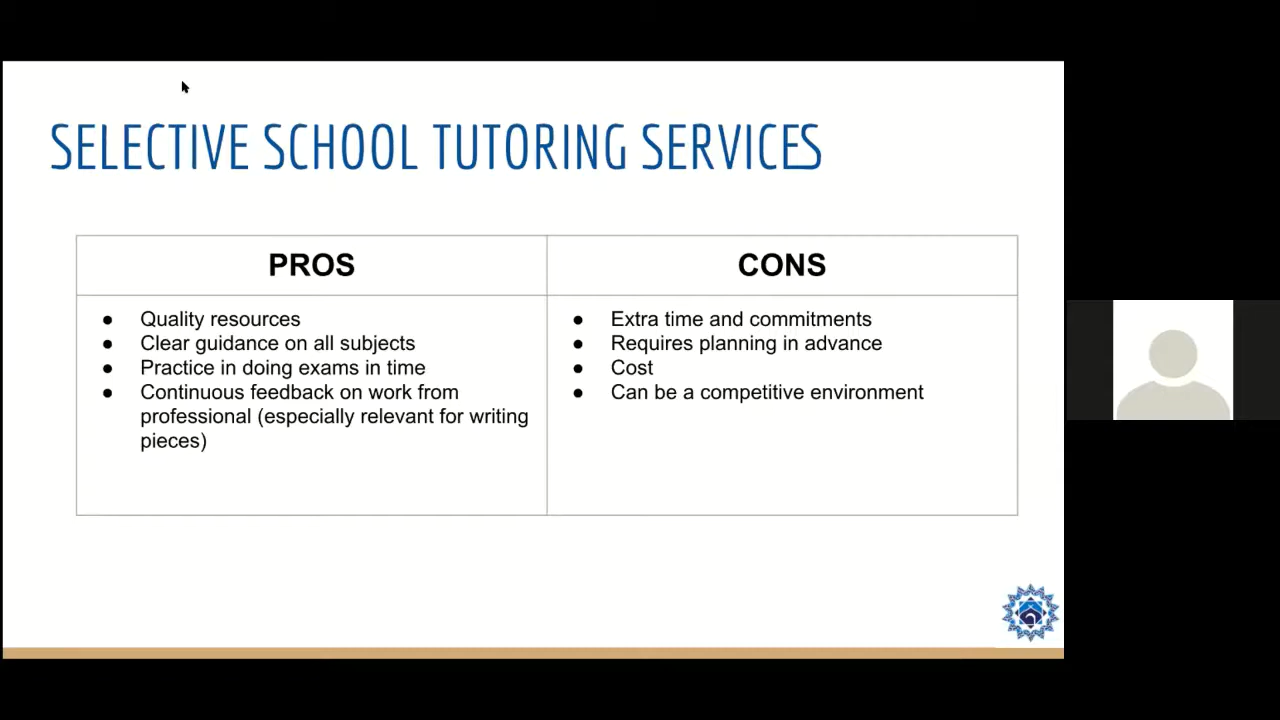 SELECTIVE SCHOOL TUTORING SERVICES
PROS
CONS
● Quality resources
● Clear guidance on all subjects
● Practice in doing exams in time
● Continuous feedback on work from
professional (especially relevant for writing
pieces)
● Extra time and commitments
● Requires planning in advance
● Cost
● Can be a competitive environment